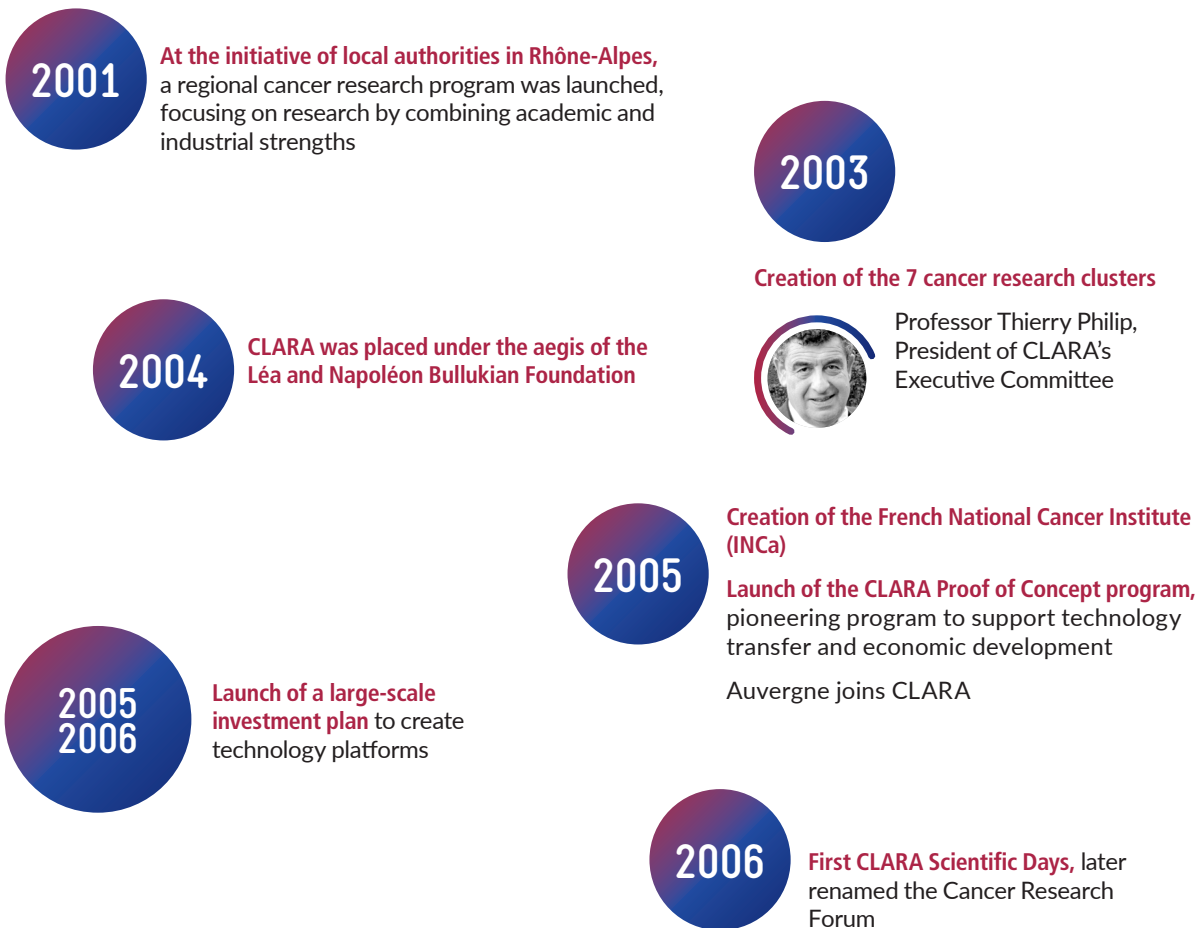 2001
At the initiative of local authorities in Rhône-Alpes,
a regional cancer research program was launched,
focusing on research by combining academic and
industrial strengths
2003
Creation of the 7 cancer research clusters
Professor Thierry Philip,
President of CLARA’s
Executive Committee
2004
CLARA was placed under the aegis of the
Léa and Napoléon Bullukian Foundation
2005
Creation of the French National Cancer Institute
(INCa)
Launch of the CLARA Proof of Concept program,
pioneering program to support technology
transfer and economic development
Auvergne joins CLARA
2005
2006
Launch of a large-scale
investment plan to create
technology platforms
2006
First CLARA Scientific Days, later
renamed the Cancer Research
Forum